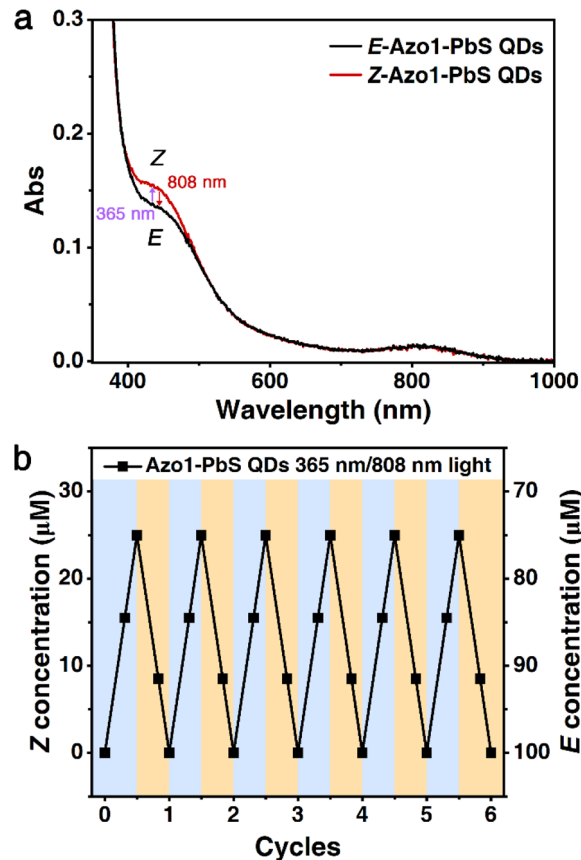 a
0.3
E-Azo1-PbS QDs
Z-Azo1-PbS QDs
0.2
Z
808 nm
365 nm
E
0.1
0.0
Abs
400 600 800 1000
Wavelength (nm)
b
Azo1-PbS QDs 365 nm/808 nm light
30 70
20 80
10 90
0 100
Z concentration (μM)
E concentration (μM)
0 1 2 3 4 5 6
Cycles